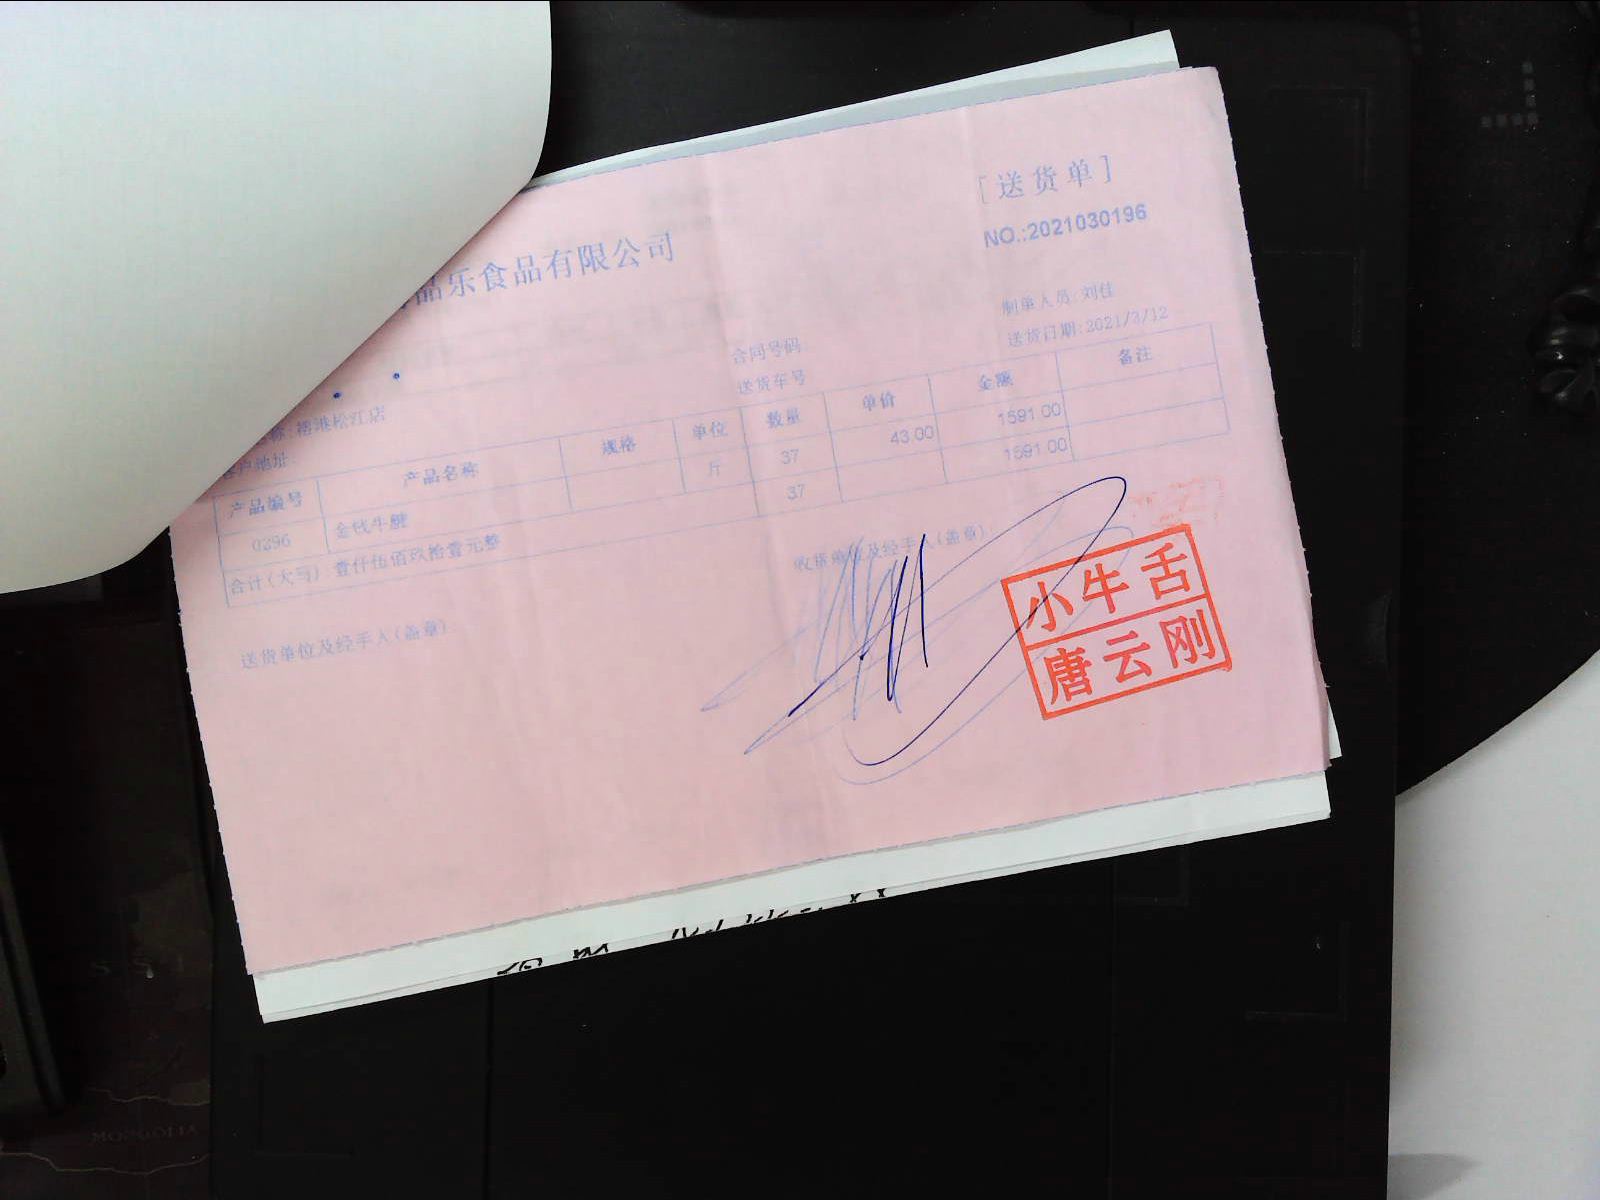 [送货单]
NO.:2021030196
品乐食品有限公司
制单人员:刘佳
送货日期:2021/3/12
合同号码
送货车号
称:褶港松江店
客户地址:
产品编号 产品名称 规格 单位 数量 单价 金额 备注
0296 金钱牛腱 斤 37 43.00 1591.00
37 1591.00
合计(大写):壹仟伍佰玖拾壹元整
送货单位及经手人(盖章):
收货单位及经手人(盖章):
小牛舌
唐云刚